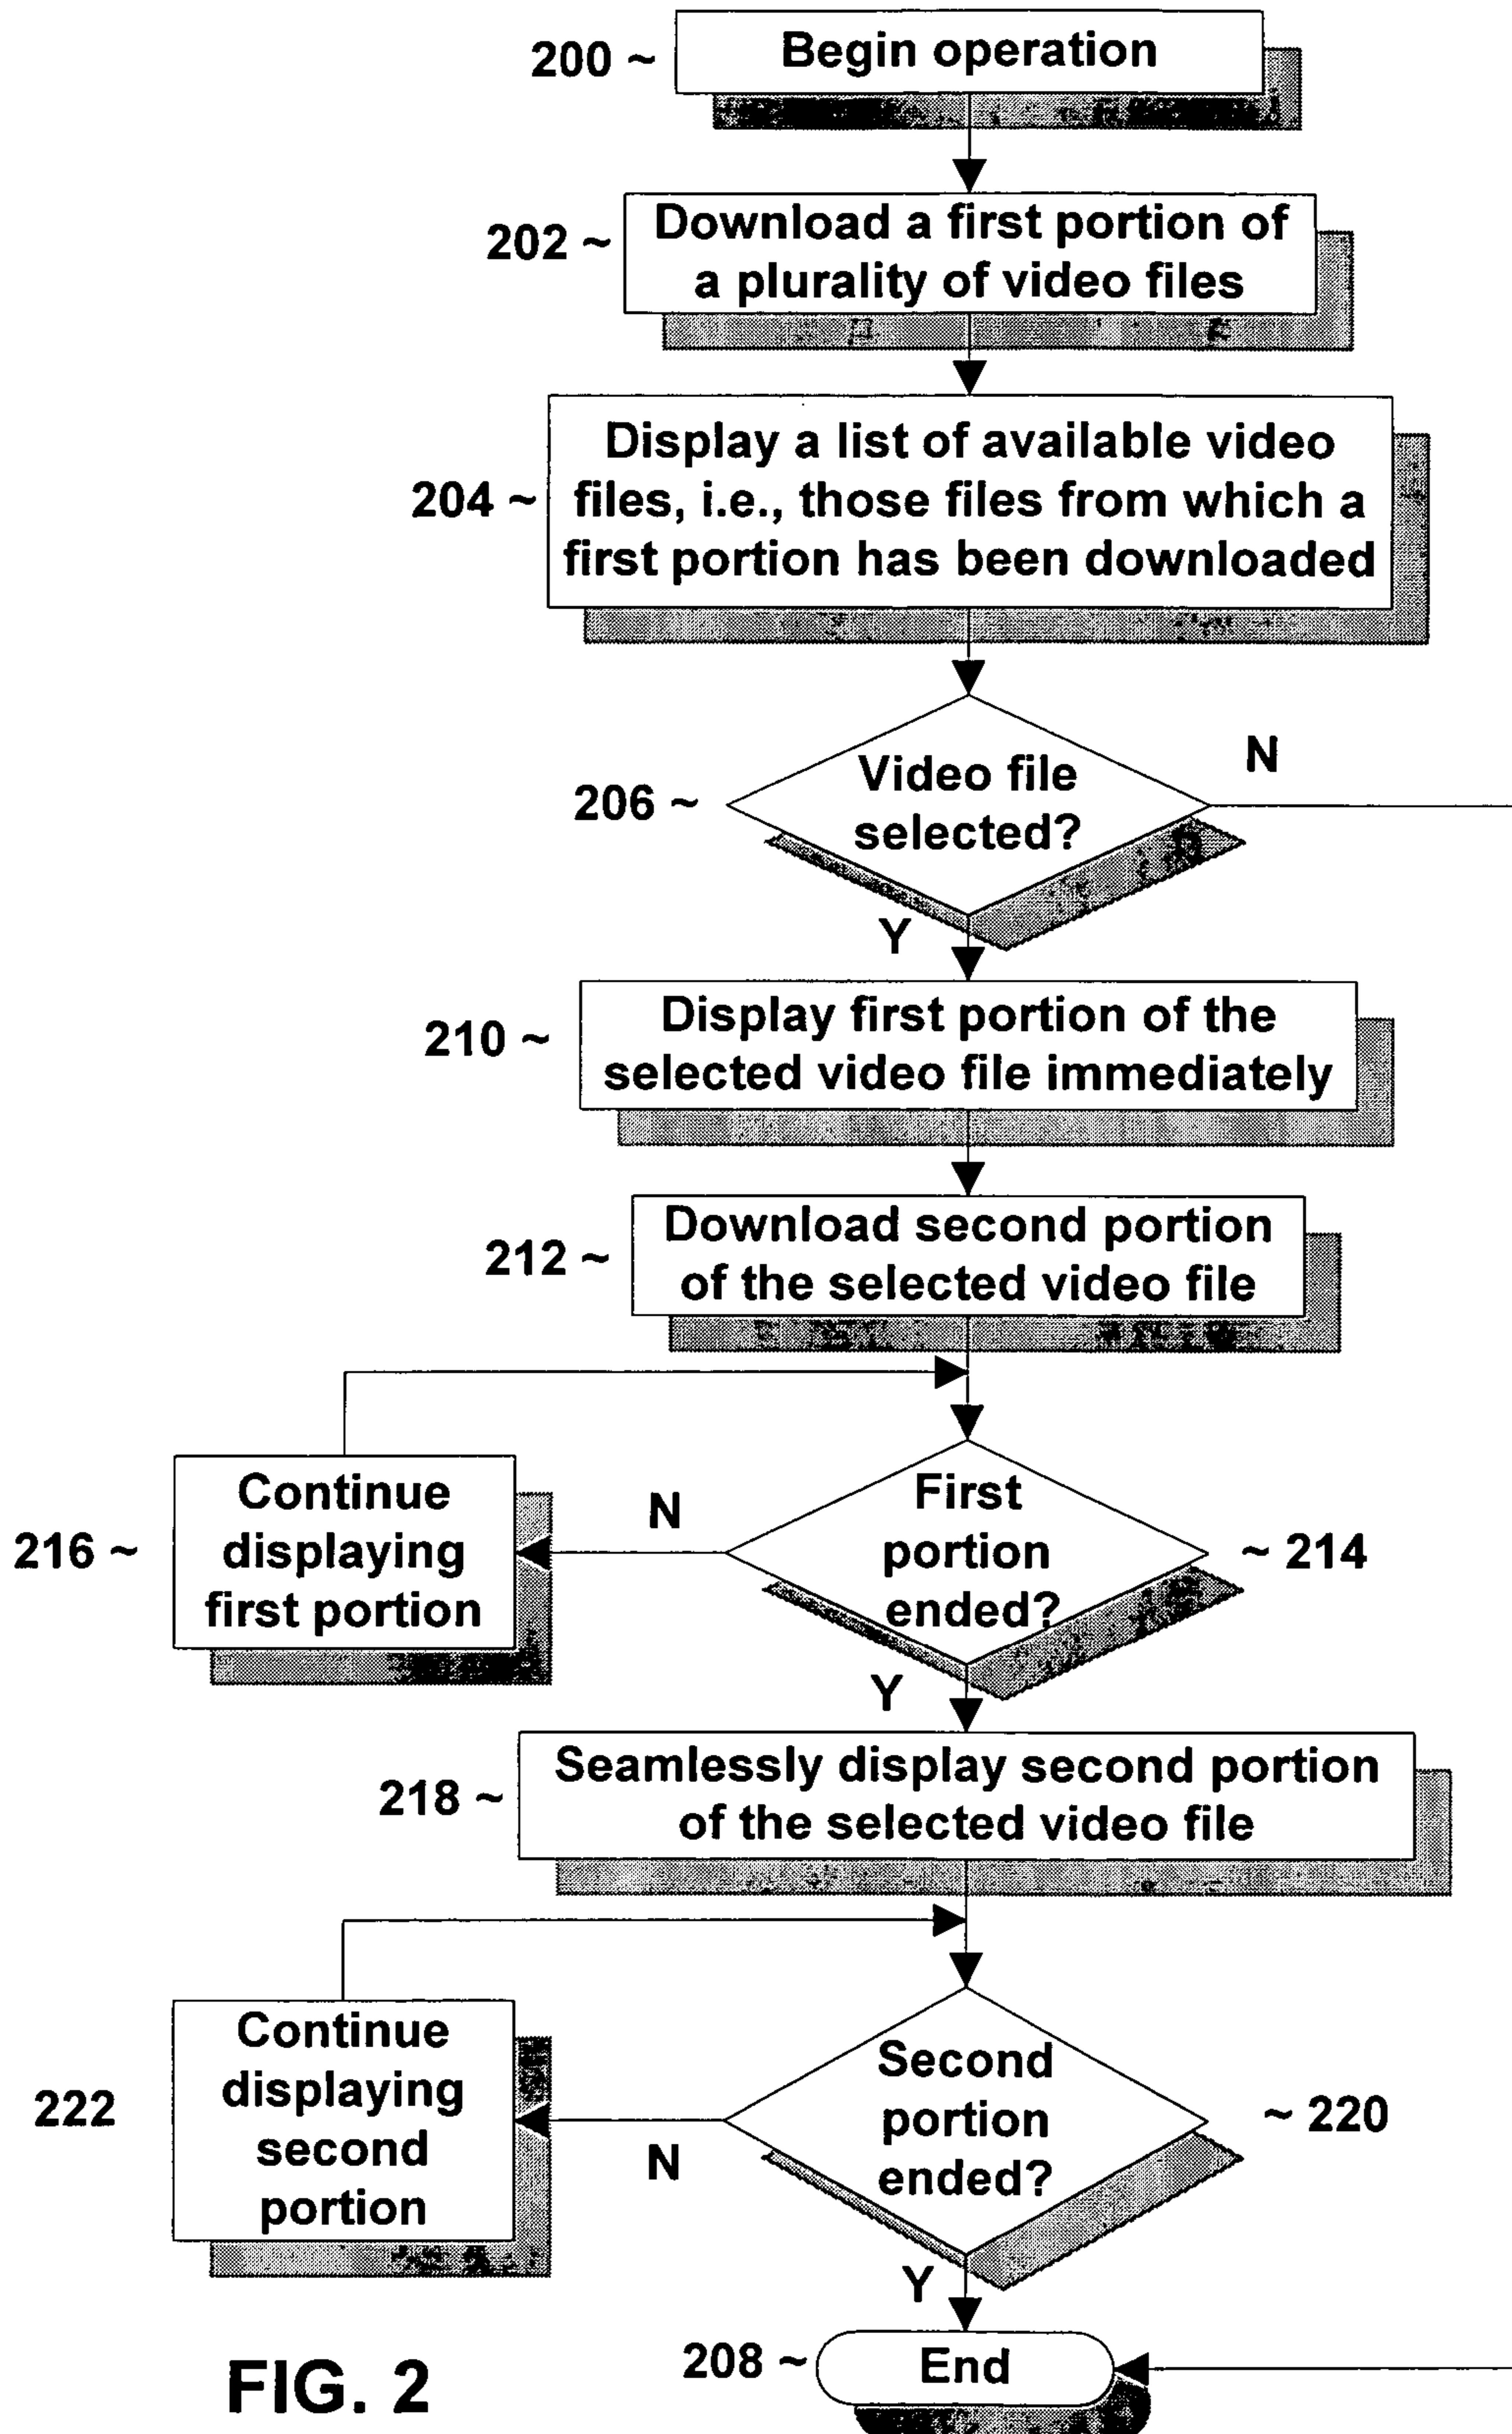 200 ~ Begin operation
202 ~ Download a first portion of
a plurality of video files
204 ~ Display a list of available video
files, i.e., those files from which a
first portion has been downloaded
206 ~ Video file
selected?
N
Y
210 ~ Display first portion of the
selected video file immediately
212 ~ Download second portion
of the selected video file
216 ~ Continue
displaying
first portion
N
First
portion
ended?
~ 214
Y
218 ~ Seamlessly display second portion
of the selected video file
222 Continue
displaying
second
portion
N
Second
portion
ended?
~ 220
Y
208 ~ End
FIG. 2